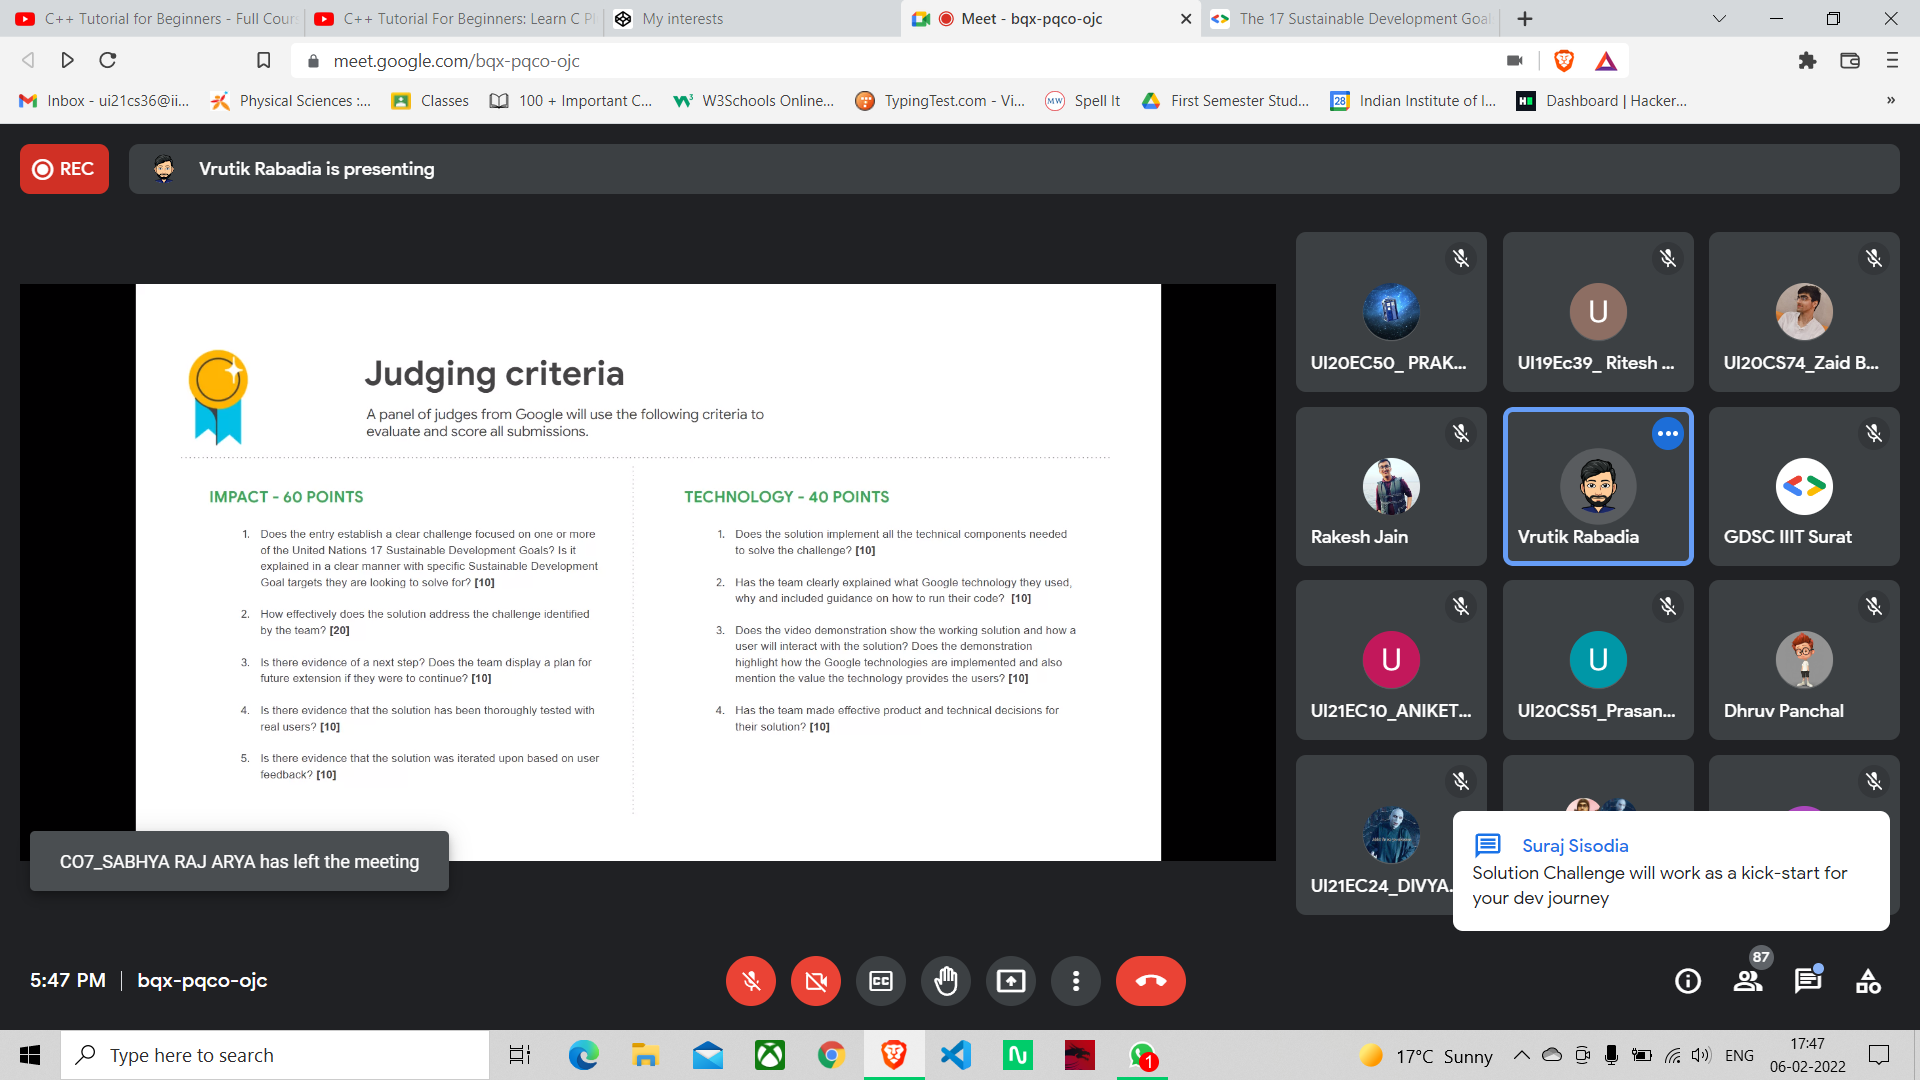 C++ Tutorial for Beginners - Full Cour
C++ Tutorial For Beginners: Learn C P
My interests
Meet - bqx-pqco-ojc
The 17 Sustainable Development Goal
meet.google.com/bqx-pqco-ojc
Inbox - ui21cs36@ii...
Physical Sciences :...
Classes
100 + Important C...
W3Schools Online...
TypingTest.com - Vi...
MW
Spell It
First Semester Stud...
28
Indian Institute of I...
Dashboard | Hacker...
»
REC
Vrutik Rabadia is presenting
Judging criteria
A panel of judges from Google will use the following criteria to
evaluate and score all submissions.
IMPACT - 60 POINTS
1. Does the entry establish a clear challenge focused on one or more
of the United Nations 17 Sustainable Development Goals? Is it
explained in a clear manner with specific Sustainable Development
Goal targets they are looking to solve for? [10]
2. How effectively does the solution address the challenge identified
by the team? [20]
3. Is there evidence of a next step? Does the team display a plan for
future extension if they were to continue? [10]
4. Is there evidence that the solution has been thoroughly tested with
real users? [10]
5. Is there evidence that the solution was iterated upon based on user
feedback? [10]
TECHNOLOGY - 40 POINTS
1. Does the solution implement all the technical components needed
to solve the challenge? [10]
2. Has the team clearly explained what Google technology they used,
why and included guidance on how to run their code? [10]
3. Does the video demonstration show the working solution and how a
user will interact with the solution? Does the demonstration
highlight how the Google technologies are implemented and also
mention the value the technology provides the users? [10]
4. Has the team made effective product and technical decisions for
their solution? [10]
UI20EC50_ PRAK...
U
UI19Ec39_ Ritesh ...
UI20CS74_Zaid B...
Rakesh Jain
Vrutik Rabadia
GDSC IIIT Surat
U
UI21EC10_ANIKET...
U
UI20CS51_Prasan...
Dhruv Panchal
UI21EC24_DIVYA.
Suraj Sisodia
Solution Challenge will work as a kick-start for
your dev journey
CO7_SABHYA RAJ ARYA has left the meeting
5:47 PM | bqx-pqco-ojc
87
Type here to search
1
17°C Sunny
ENG
17:47
06-02-2022